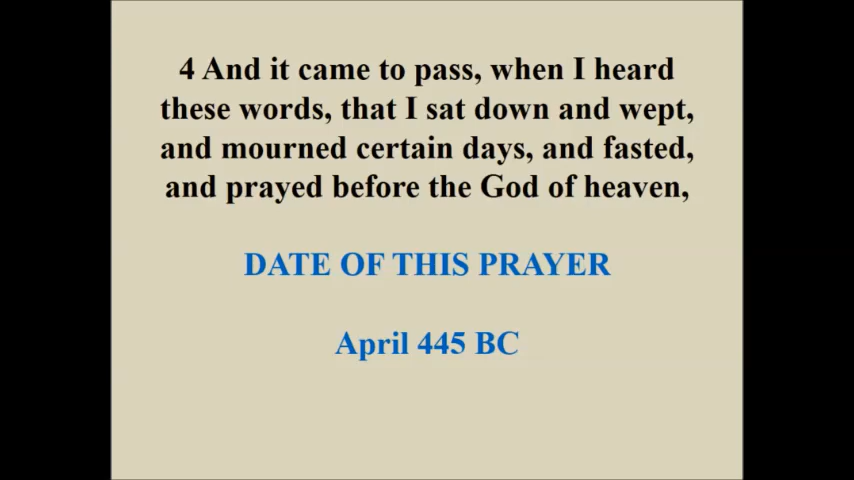 4 And it came to pass, when I heard
these words, that I sat down and wept,
and mourned certain days, and fasted,
and prayed before the God of heaven,
DATE OF THIS PRAYER
April 445 BC